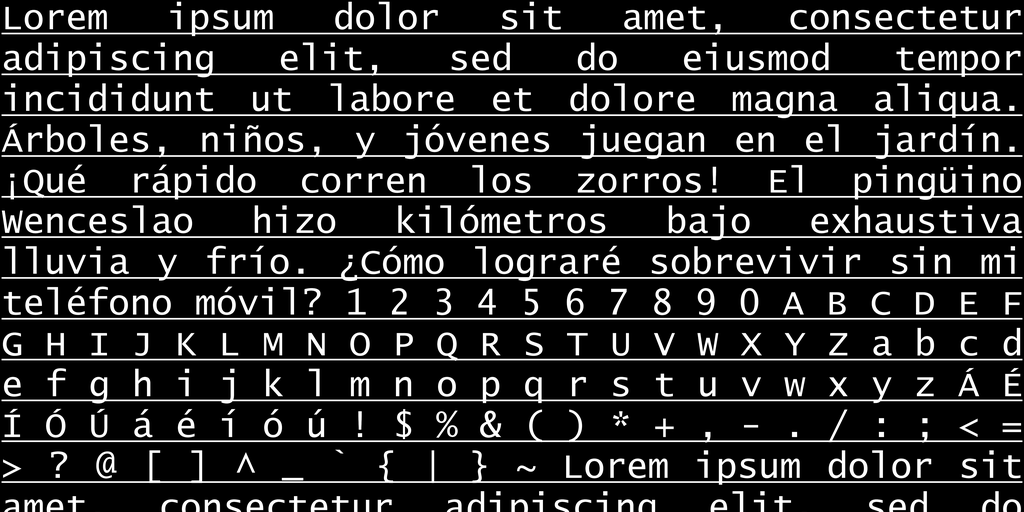 Lorem ipsum dolor sit amet, consectetur
adipiscing elit, sed do eiusmod tempor
incididunt ut labore et dolore magna aliqua.
Árboles, niños, y jóvenes juegan en el jardín.
¡Qué rápido corren los zorros! El pingüino
Wenceslao hizo kilómetros bajo exhaustiva
lluvia y frío. ¿Cómo lograré sobrevivir sin mi
teléfono móvil? 1 2 3 4 5 6 7 8 9 0 A B C D E F
G H I J K L M N O P Q R S T U V W X Y Z a b c d
e f g h i j k l m n o p q r s t u v w x y z Á É
Í Ó Ú á é í ó ú ! $ % & ( ) * + , - . / : ; < =
> ? @ [ ] ^ _ ` { | } ~ Lorem ipsum dolor sit
amet, consectetur adipiscing elit, sed do